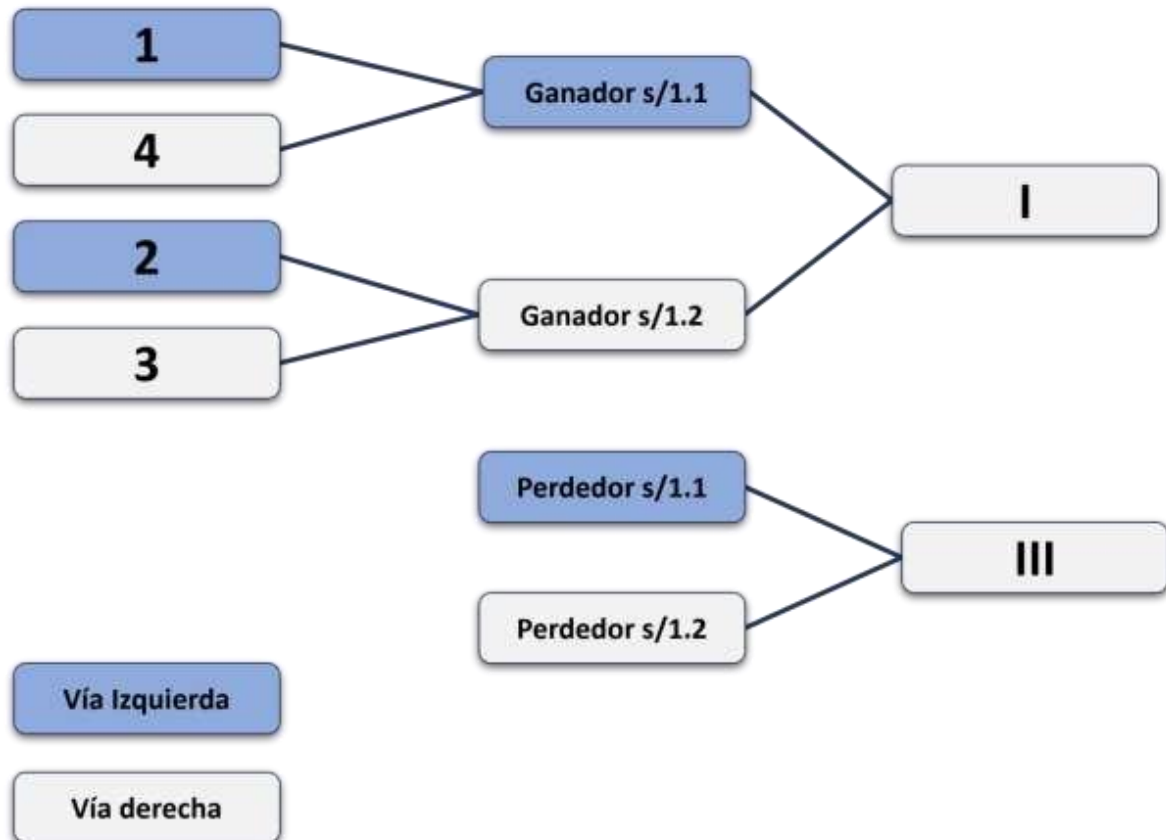 1
4
2
3
Ganador s/1.1
Ganador s/1.2
I
Perdedor s/1.1
Perdedor s/1.2
III
Vía Izquierda
Vía derecha